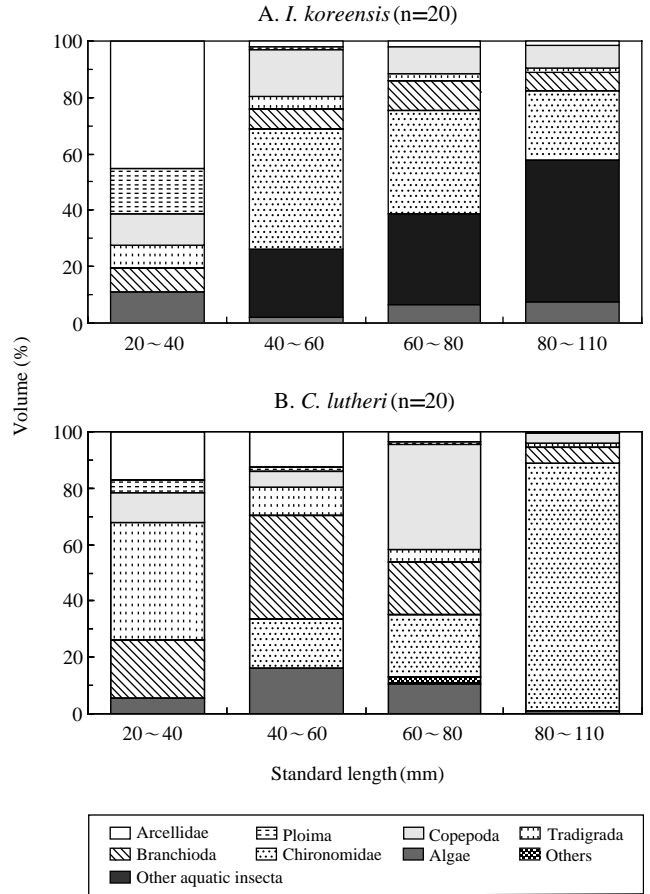 A. I. koreensis (n=20)
100
80
60
40
20
0
20~40 40~60 60~80 80~110
Volume (%)
B. C. lutheri (n=20)
100
80
60
40
20
0
20~40 40~60 60~80 80~110
Standard length (mm)
Arcellidae Ploima Copepoda Tradigrada
Branchioda Chironomidae Algae Others
Other aquatic insecta